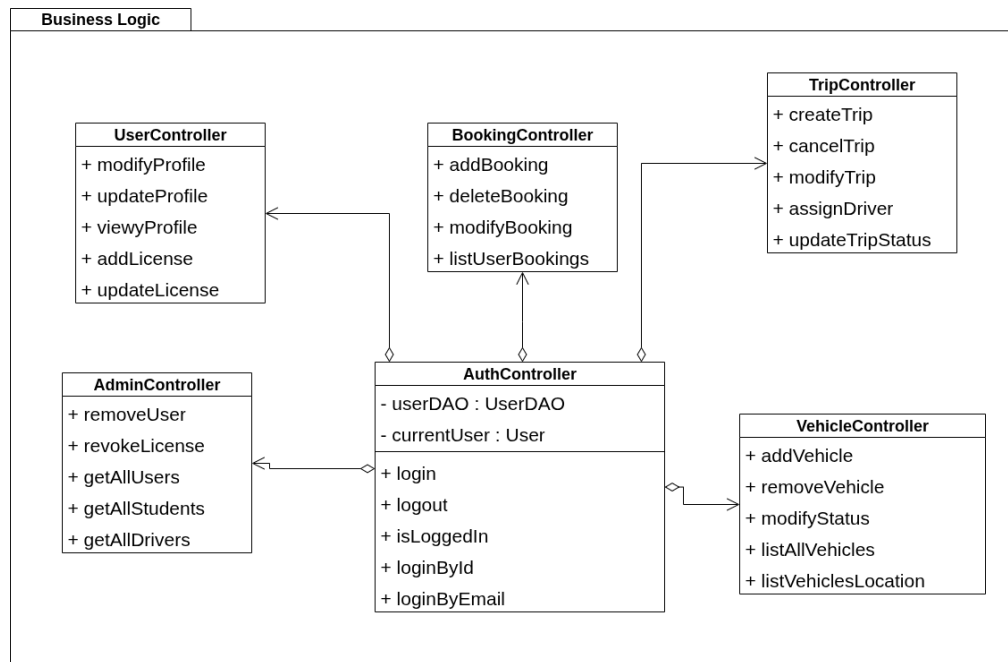 Business Logic
UserController
+ modifyProfile
+ updateProfile
+ viewyProfile
+ addLicense
+ updateLicense
BookingController
+ addBooking
+ deleteBooking
+ modifyBooking
+ listUserBookings
TripController
+ createTrip
+ cancelTrip
+ modifyTrip
+ assignDriver
+ updateTripStatus
AdminController
+ removeUser
+ revokeLicense
+ getAllUsers
+ getAllStudents
+ getAllDrivers
AuthController
- userDAO : UserDAO
- currentUser : User
+ login
+ logout
+ isLoggedIn
+ loginById
+ loginByEmail
VehicleController
+ addVehicle
+ removeVehicle
+ modifyStatus
+ listAllVehicles
+ listVehiclesLocation